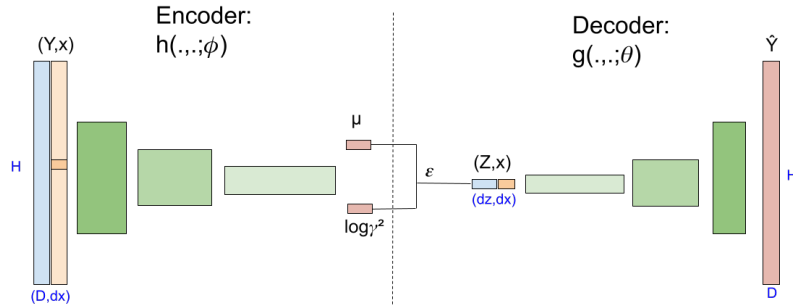 Encoder:
h(.,.;ϕ)
Decoder:
g(.,.;θ)
(Y,x)
Ŷ
μ
ε
(Z,x)
H
H
(dz,dx)
logγ²
(D,dx)
D